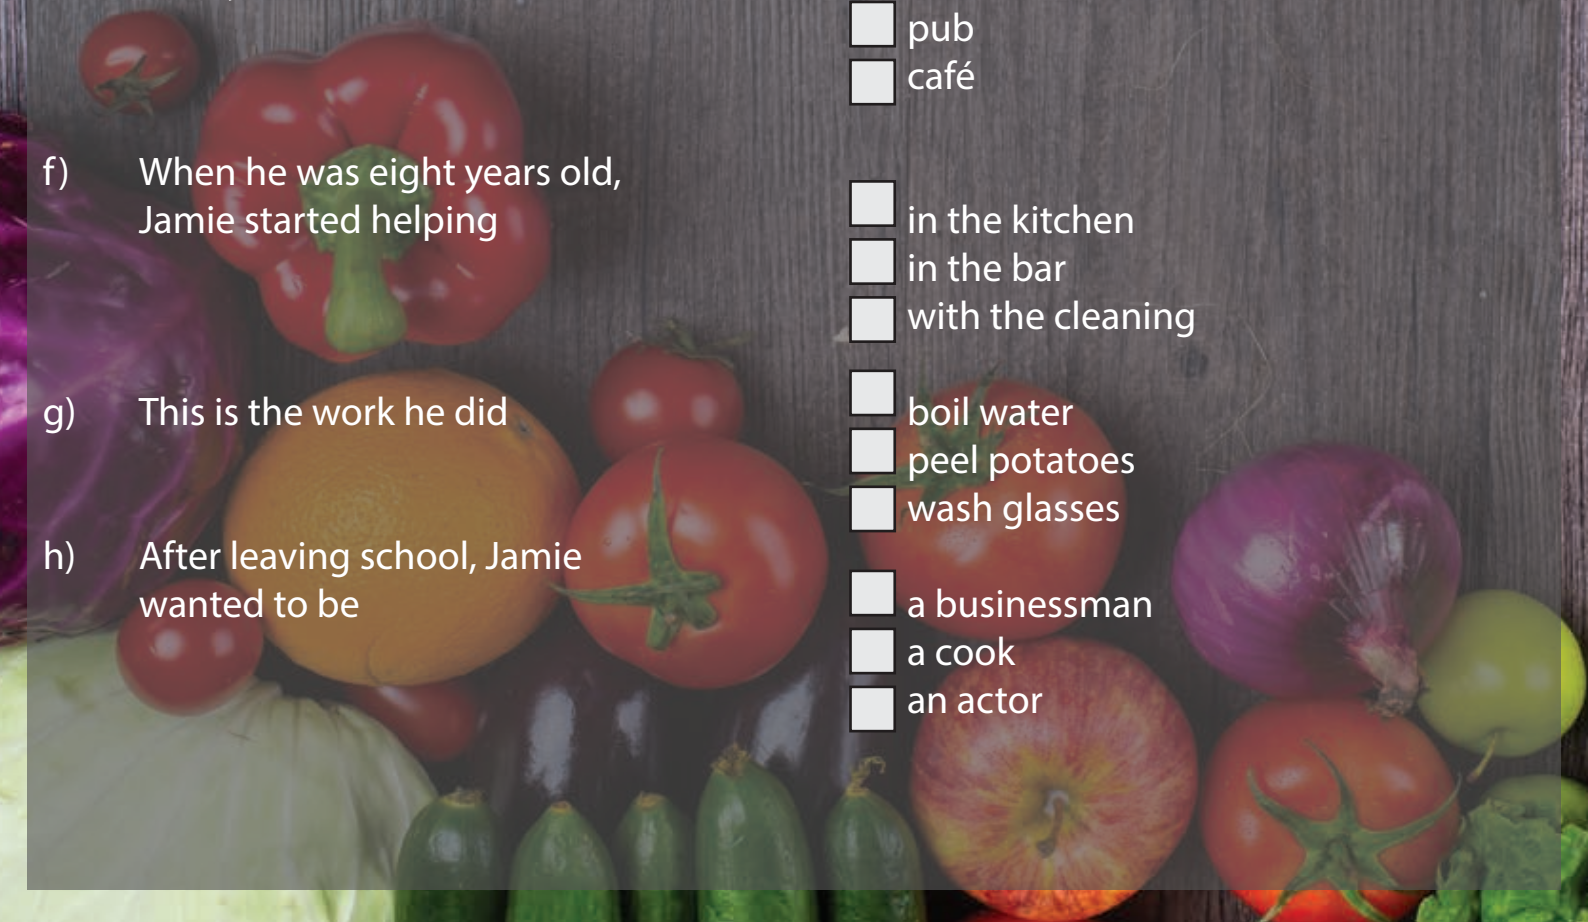 pub
café
f) When he was eight years old,
Jamie started helping
in the kitchen
in the bar
with the cleaning
g) This is the work he did
boil water
peel potatoes
wash glasses
h) After leaving school, Jamie
wanted to be
a businessman
a cook
an actor